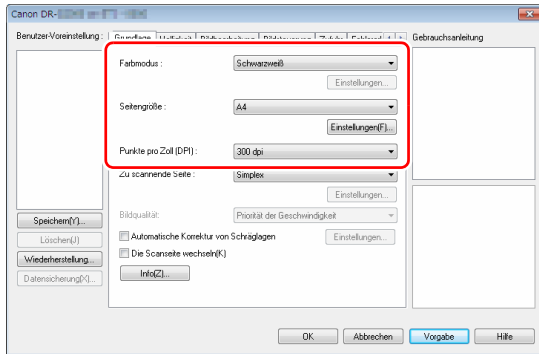 Canon DR-
Benutzer-Voreinstellung :
Grundlage
Gebrauchsanleitung
Farbmodus :
Schwarzweiß
Einstellungen...
Seitengröße :
A4
Einstellungen(F)...
Punkte pro Zoll (DPI) :
300 dpi
Zu scannende Seite :
Simplex
Einstellungen...
Bildqualität:
Priorität der Geschwindigkeit
Automatische Korrektur von Schräglagen
Einstellungen...
Die Scanseite wechseln(K)
Info(Z)...
Speichern(Y)...
Löschen(J)
Wiederherstellung...
Datensicherung(X)...
OK
Abbrechen
Vorgabe
Hilfe